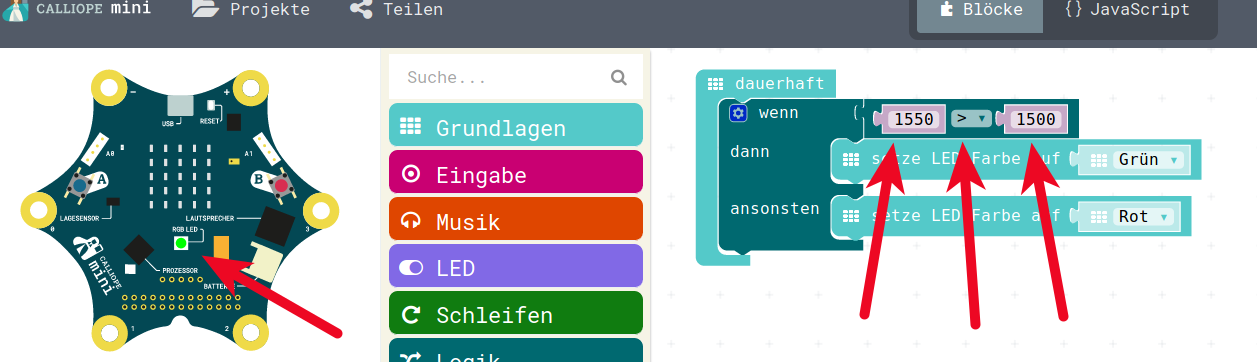 CALLIOPE mini
Projekte
Teilen
Blöcke
{} JavaScript
- +
USB
RESET
A0
A1
A
B
LAGESENSOR
LAUTSPRECHER
0
3
RGB LED
PROZESSOR
BATTERIE
CALLIOPE
mini
1
2
Suche...
Grundlagen
Eingabe
Musik
LED
Schleifen
Logik
dauerhaft
wenn 1550 > 1500
dann setze LED-Farbe auf Grün
ansonsten setze LED-Farbe auf Rot